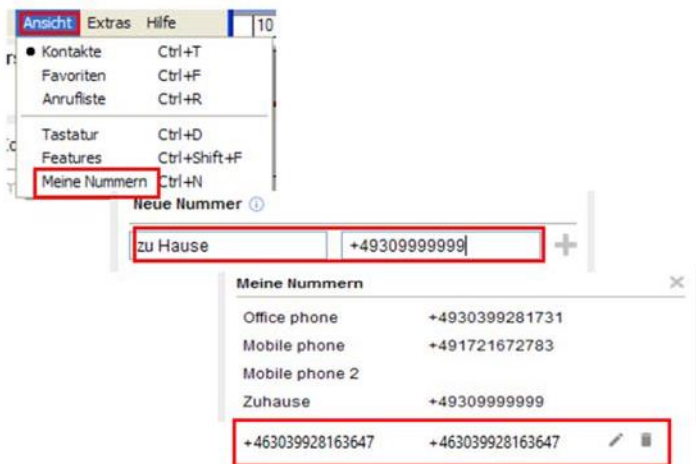 Ansicht Extras Hilfe 10
Kontakte Ctrl+T
Favoriten Ctrl+F
Anrufliste Ctrl+R
Tastatur Ctrl+D
Features Ctrl+Shift+F
Meine Nummern Ctrl+N
Neue Nummer
zu Hause +49309999999
Meine Nummern
Office phone +4930399281731
Mobile phone +491721672783
Mobile phone 2
Zuhause +49309999999
+463039928163647 +463039928163647